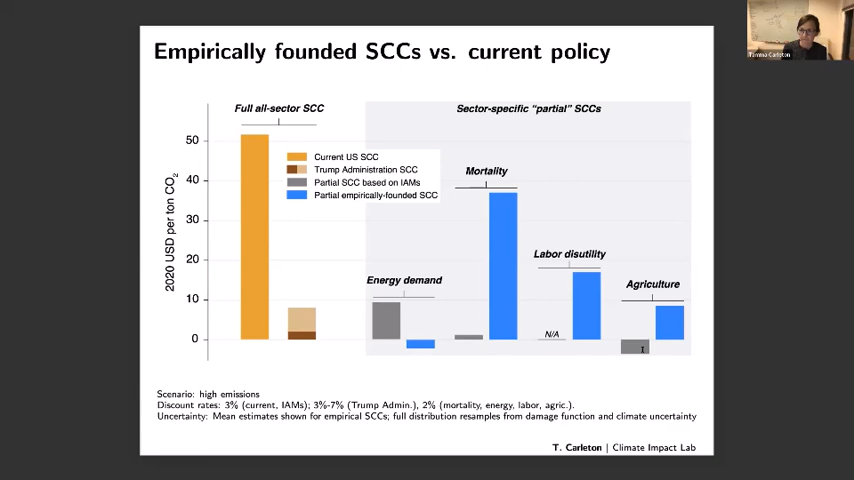 Empirically founded SCCs vs. current policy
Full all-sector SCC
Sector-specific "partial" SCCs
Current US SCC
Trump Administration SCC
Partial SCC based on IAMs
Partial empirically-founded SCC
Mortality
Labor disutility
Energy demand
Agriculture
N/A
2020 USD per ton CO2
50
40
30
20
10
0
Scenario: high emissions
Discount rates: 3% (current, IAMs); 3%-7% (Trump Admin.), 2% (mortality, energy, labor, agric.).
Uncertainty: Mean estimates shown for empirical SCCs; full distribution resamples from damage function and climate uncertainty
T. Carleton | Climate Impact Lab
Tamma Carleton